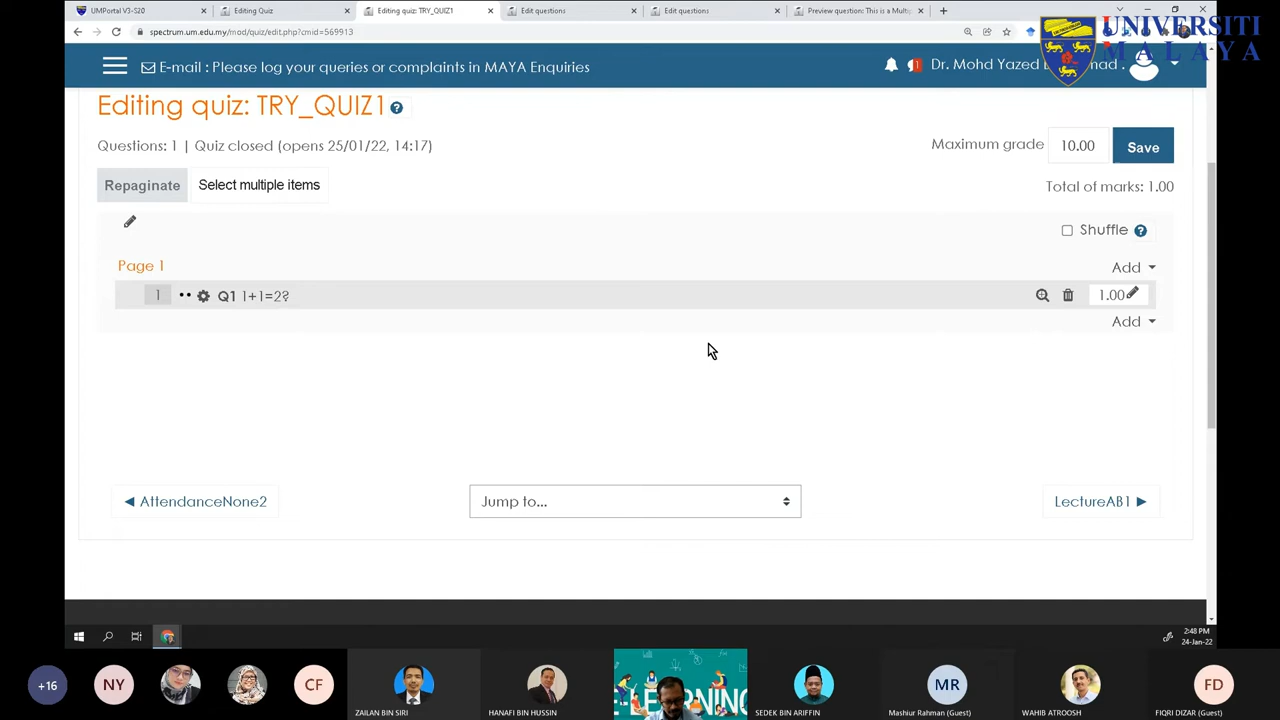 UMPortal V3-S20
Editing Quiz
Editing quiz: TRY_QUIZ1
Edit questions
Edit questions
Preview question: This is a Multip
spectrum.um.edu.my/mod/quiz/edit.php?cmid=569913
UNIVERSITI
MALAYA
E-mail : Please log your queries or complaints in MAYA Enquiries
Dr. Mohd Yazed
Editing quiz: TRY_QUIZ1
Questions: 1 | Quiz closed (opens 25/01/22, 14:17)
Maximum grade
10.00
Save
Repaginate
Select multiple items
Total of marks: 1.00
Shuffle
Page 1
Add
1
Q1 1+1=2?
1.00
Add
AttendanceNone2
Jump to...
LectureAB1
2:48 PM
24-Jan-22
+16
NY
CF
E-LEARNING
MR
FD
ZAILAN BIN SIRI
HANAFI BIN HUSSIN
SEDEK BIN ARIFFIN
Mashiur Rahman (Guest)
WAHIB ATROOSH
FIQRI DIZAR (Guest)